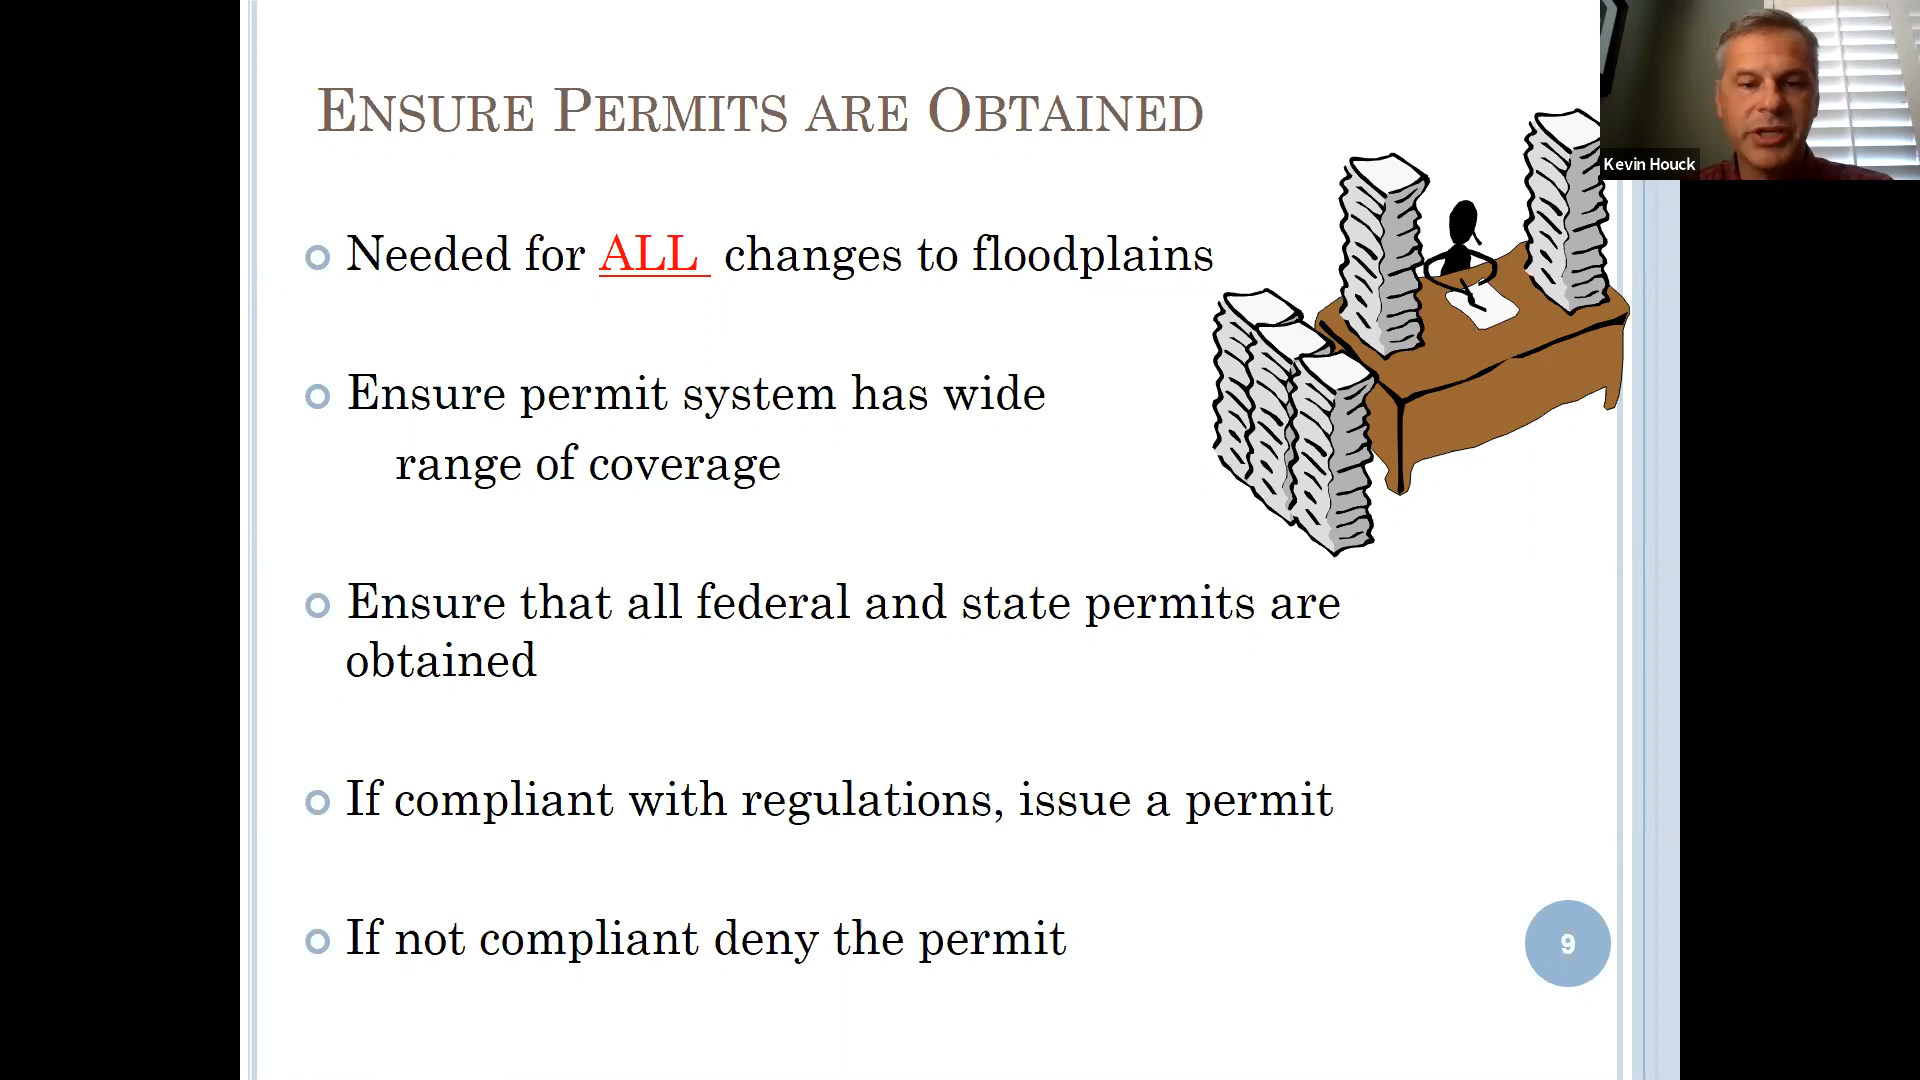 ENSURE PERMITS ARE OBTAINED
Kevin Houck
Needed for ALL changes to floodplains
Ensure permit system has wide
range of coverage
Ensure that all federal and state permits are
obtained
If compliant with regulations, issue a permit
If not compliant deny the permit
9